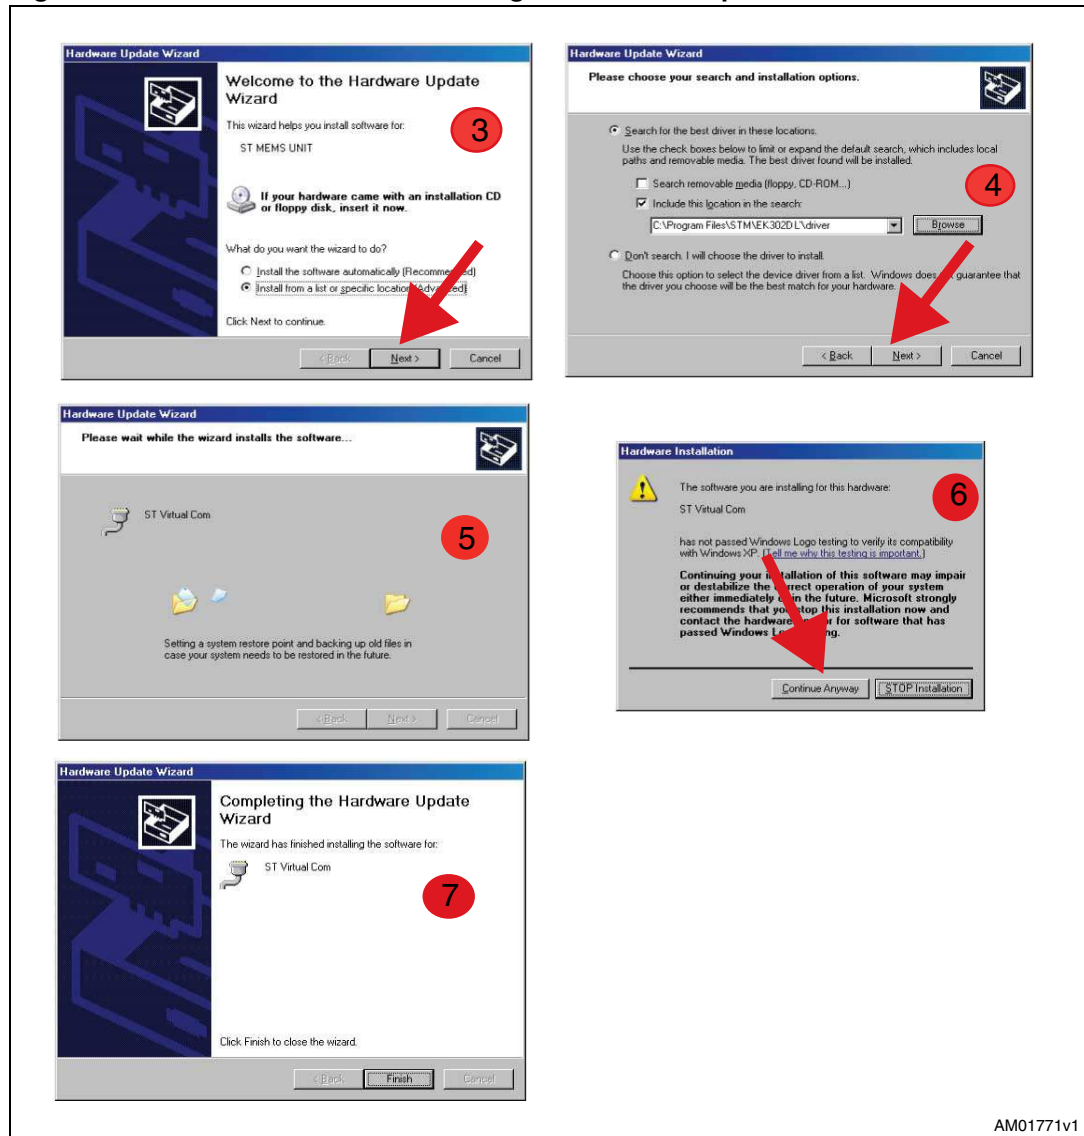 Hardware Update Wizard
Welcome to the Hardware Update
Wizard
This wizard helps you install software for:
ST MEMS UNIT
3
If your hardware came with an installation CD
or floppy disk, insert it now.
What do you want the wizard to do?
Install the software automatically (Recommended)
Install from a list or specific location (Advanced)
Click Next to continue.
< Back
Next >
Cancel
Hardware Update Wizard
Please choose your search and installation options.
Search for the best driver in these locations.
Use the check boxes below to limit or expand the default search, which includes local
paths and removable media. The best driver found will be installed.
4
Search removable media (floppy, CD-ROM...)
Include this location in the search:
C:\Program Files\STM\EK302DL\driver
Browse
Don't search. I will choose the driver to install.
Choose this option to select the device driver from a list. Windows does guarantee that
the driver you choose will be the best match for your hardware.
< Back
Next >
Cancel
Hardware Update Wizard
Please wait while the wizard installs the software...
ST Virtual Com
5
Setting a system restore point and backing up old files in
case your system needs to be restored in the future.
< Back
Next >
Cancel
Hardware Installation
The software you are installing for this hardware:
6
ST Virtual Com
has not passed Windows Logo testing to verify its compatibility
with Windows XP. (Tell me why this testing is important.)
Continuing your installation of this software may impair
or destabilize the correct operation of your system
either immediately or in the future. Microsoft strongly
recommends that you stop this installation now and
contact the hardware vendor for software that has
passed Windows Logo testing.
Continue Anyway
STOP Installation
Hardware Update Wizard
Completing the Hardware Update
Wizard
The wizard has finished installing the software for:
ST Virtual Com
7
Click Finish to close the wizard.
< Back
Finish
Cancel
AM01771v1